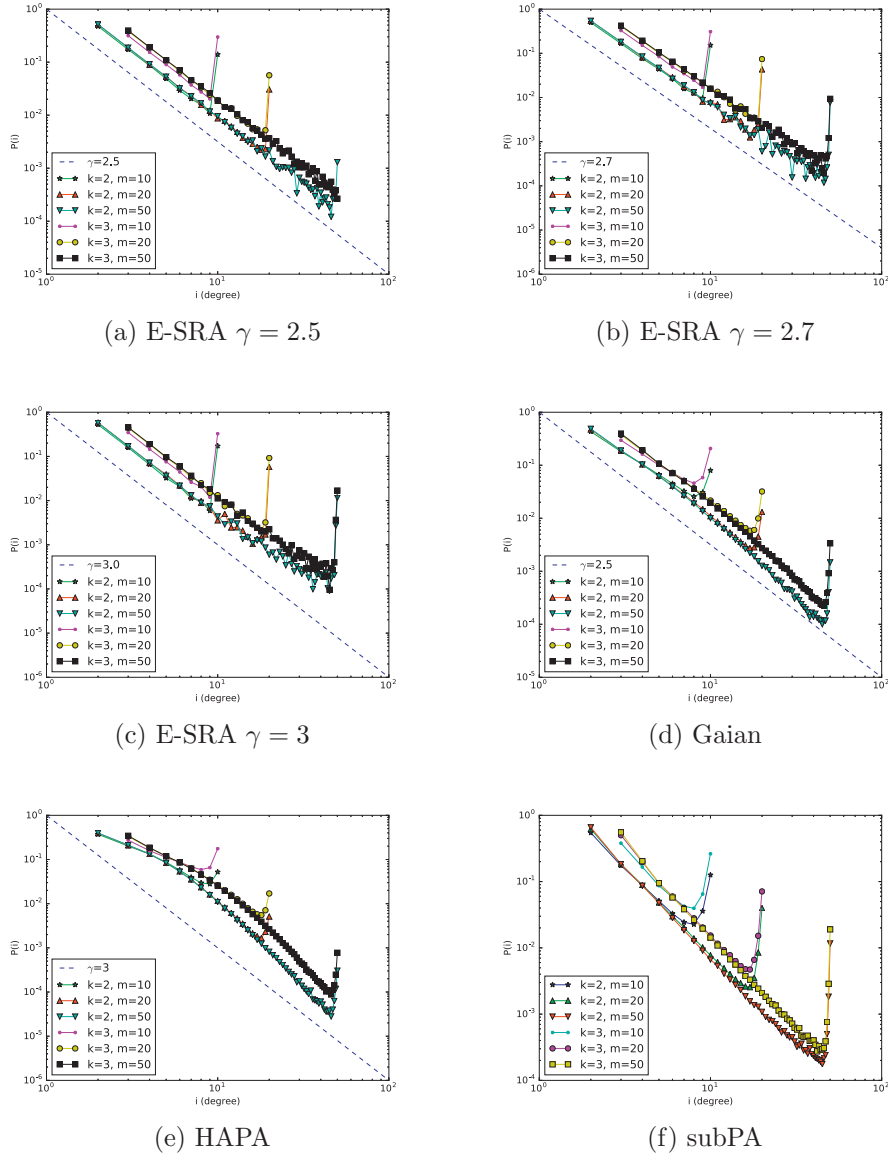 10^0
10^-1
10^-2
10^-3
10^-4
10^-5
P(i)
γ=2.5
k=2, m=10
k=2, m=20
k=2, m=50
k=3, m=10
k=3, m=20
k=3, m=50
10^0
10^1
10^2
i (degree)
(a) E-SRA γ = 2.5
10^0
10^-1
10^-2
10^-3
10^-4
10^-5
P(i)
γ=2.7
k=2, m=10
k=2, m=20
k=2, m=50
k=3, m=10
k=3, m=20
k=3, m=50
10^0
10^1
10^2
i (degree)
(b) E-SRA γ = 2.7
10^0
10^-1
10^-2
10^-3
10^-4
10^-5
10^-6
P(i)
γ=3.0
k=2, m=10
k=2, m=20
k=2, m=50
k=3, m=10
k=3, m=20
k=3, m=50
10^0
10^1
10^2
i (degree)
(c) E-SRA γ = 3
10^0
10^-1
10^-2
10^-3
10^-4
10^-5
P(i)
γ=2.5
k=2, m=10
k=2, m=20
k=2, m=50
k=3, m=10
k=3, m=20
k=3, m=50
10^0
10^1
10^2
i (degree)
(d) Gaian
10^0
10^-1
10^-2
10^-3
10^-4
10^-5
10^-6
P(i)
γ=3
k=2, m=10
k=2, m=20
k=2, m=50
k=3, m=10
k=3, m=20
k=3, m=50
10^0
10^1
10^2
i (degree)
(e) HAPA
10^0
10^-1
10^-2
10^-3
10^-4
P(i)
k=2, m=10
k=2, m=20
k=2, m=50
k=3, m=10
k=3, m=20
k=3, m=50
10^0
10^1
10^2
i (degree)
(f) subPA